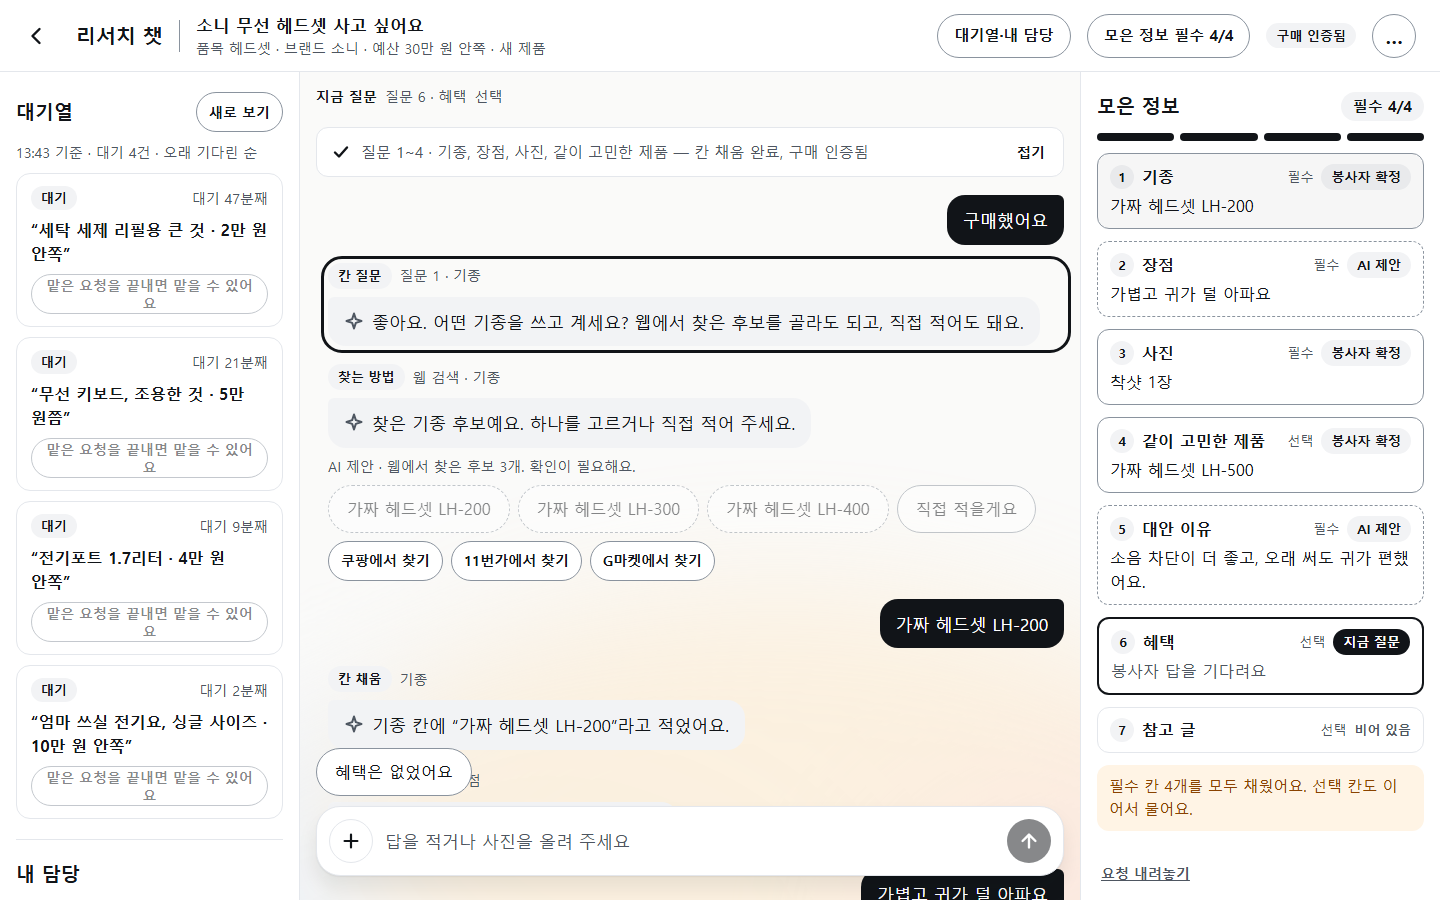 리서치 챗
소니 무선 헤드셋 사고 싶어요
품목 헤드셋 · 브랜드 소니 · 예산 30만 원 안쪽 · 새 제품
대기열·내 담당
모은 정보 필수 4/4
구매 인증됨
...
대기열
새로 보기
13:43 기준 · 대기 4건 · 오래 기다린 순
대기
대기 47분째
“세탁 세제 리필용 큰 것 · 2만 원
안쪽”
맡은 요청을 끝내면 맡을 수 있어
요
대기
대기 21분째
“무선 키보드, 조용한 것 · 5만
원쯤”
맡은 요청을 끝내면 맡을 수 있어
요
대기
대기 9분째
“전기포트 1.7리터 · 4만 원
안쪽”
맡은 요청을 끝내면 맡을 수 있어
요
대기
대기 2분째
“엄마 쓰실 전기요, 싱글 사이즈 ·
10만 원 안쪽”
맡은 요청을 끝내면 맡을 수 있어
요
내 담당
지금 질문 질문 6 · 혜택 선택
질문 1~4 · 기종, 장점, 사진, 같이 고민한 제품 — 칸 채움 완료, 구매 인증됨
접기
구매했어요
칸 질문 질문 1 · 기종
좋아요. 어떤 기종을 쓰고 계세요? 웹에서 찾은 후보를 골라도 되고, 직접 적어도 돼요.
찾는 방법 웹 검색 · 기종
찾은 기종 후보예요. 하나를 고르거나 직접 적어 주세요.
AI 제안 · 웹에서 찾은 후보 3개. 확인이 필요해요.
가짜 헤드셋 LH-200
가짜 헤드셋 LH-300
가짜 헤드셋 LH-400
직접 적을게요
쿠팡에서 찾기
11번가에서 찾기
G마켓에서 찾기
가짜 헤드셋 LH-200
칸 채움 기종
기종 칸에 “가짜 헤드셋 LH-200”라고 적었어요.
혜택은 없었어요
점
답을 적거나 사진을 올려 주세요
가볍고 귀가 덜 아파요
모은 정보
필수 4/4
1 기종 필수 봉사자 확정
가짜 헤드셋 LH-200
2 장점 필수 AI 제안
가볍고 귀가 덜 아파요
3 사진 필수 봉사자 확정
착샷 1장
4 같이 고민한 제품 선택 봉사자 확정
가짜 헤드셋 LH-500
5 대안 이유 필수 AI 제안
소음 차단이 더 좋고, 오래 써도 귀가 편했
어요.
6 혜택 선택 지금 질문
봉사자 답을 기다려요
7 참고 글 선택 비어 있음
필수 칸 4개를 모두 채웠어요. 선택 칸도 이
어서 물어요.
요청 내려놓기